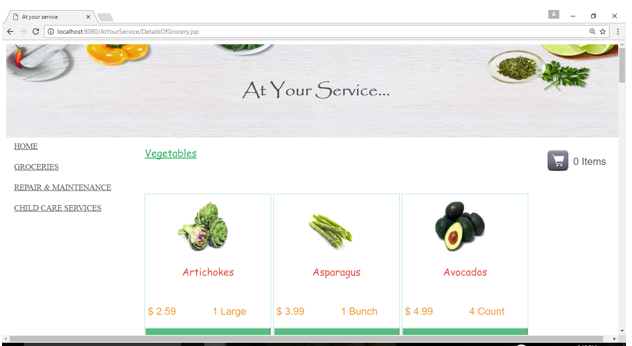 At your service
localhost:8080/AtYourService/DetailsOfGrocery.jsp
At Your Service...
HOME
GROCERIES
REPAIR & MAINTENANCE
CHILD CARE SERVICES
Vegetables
0 Items
Artichokes
Asparagus
Avocados
$ 2.59 1 Large
$ 3.99 1 Bunch
$ 4.99 4 Count